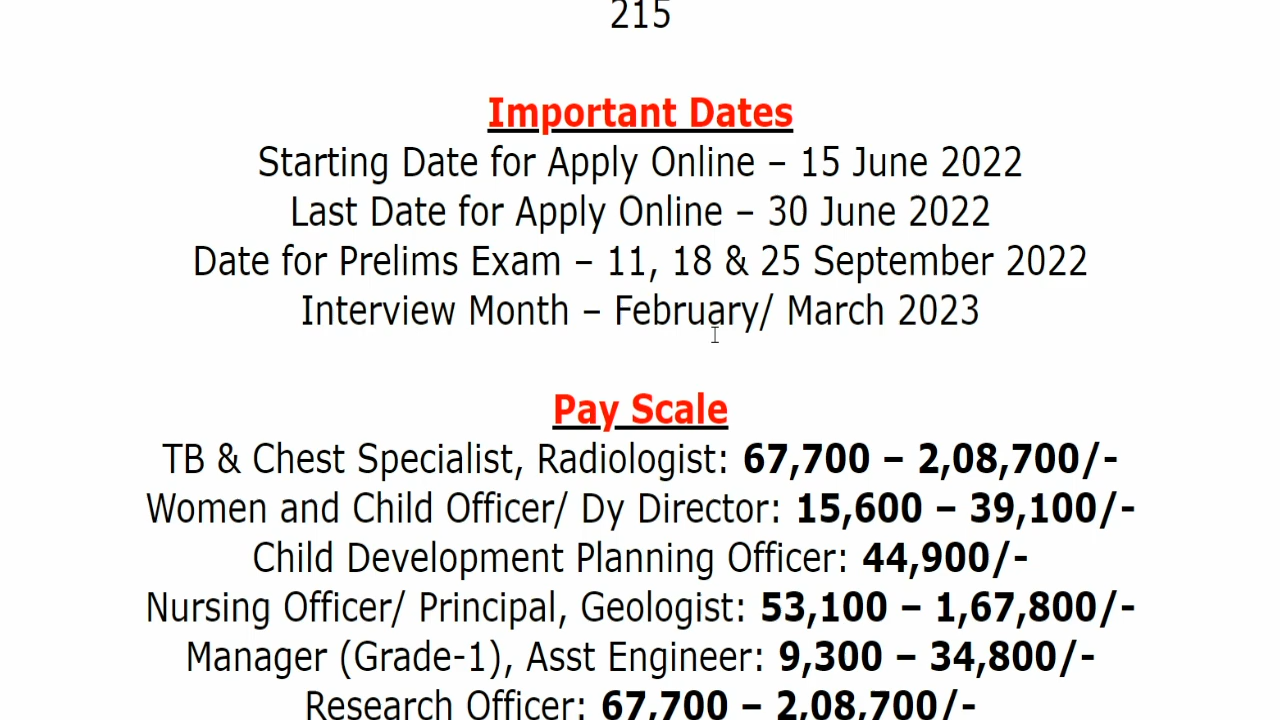 215
Important Dates
Starting Date for Apply Online – 15 June 2022
Last Date for Apply Online – 30 June 2022
Date for Prelims Exam – 11, 18 & 25 September 2022
Interview Month – February/ March 2023
Pay Scale
TB & Chest Specialist, Radiologist: 67,700 – 2,08,700/-
Women and Child Officer/ Dy Director: 15,600 – 39,100/-
Child Development Planning Officer: 44,900/-
Nursing Officer/ Principal, Geologist: 53,100 – 1,67,800/-
Manager (Grade-1), Asst Engineer: 9,300 – 34,800/-
Research Officer: 67,700 – 2,08,700/-